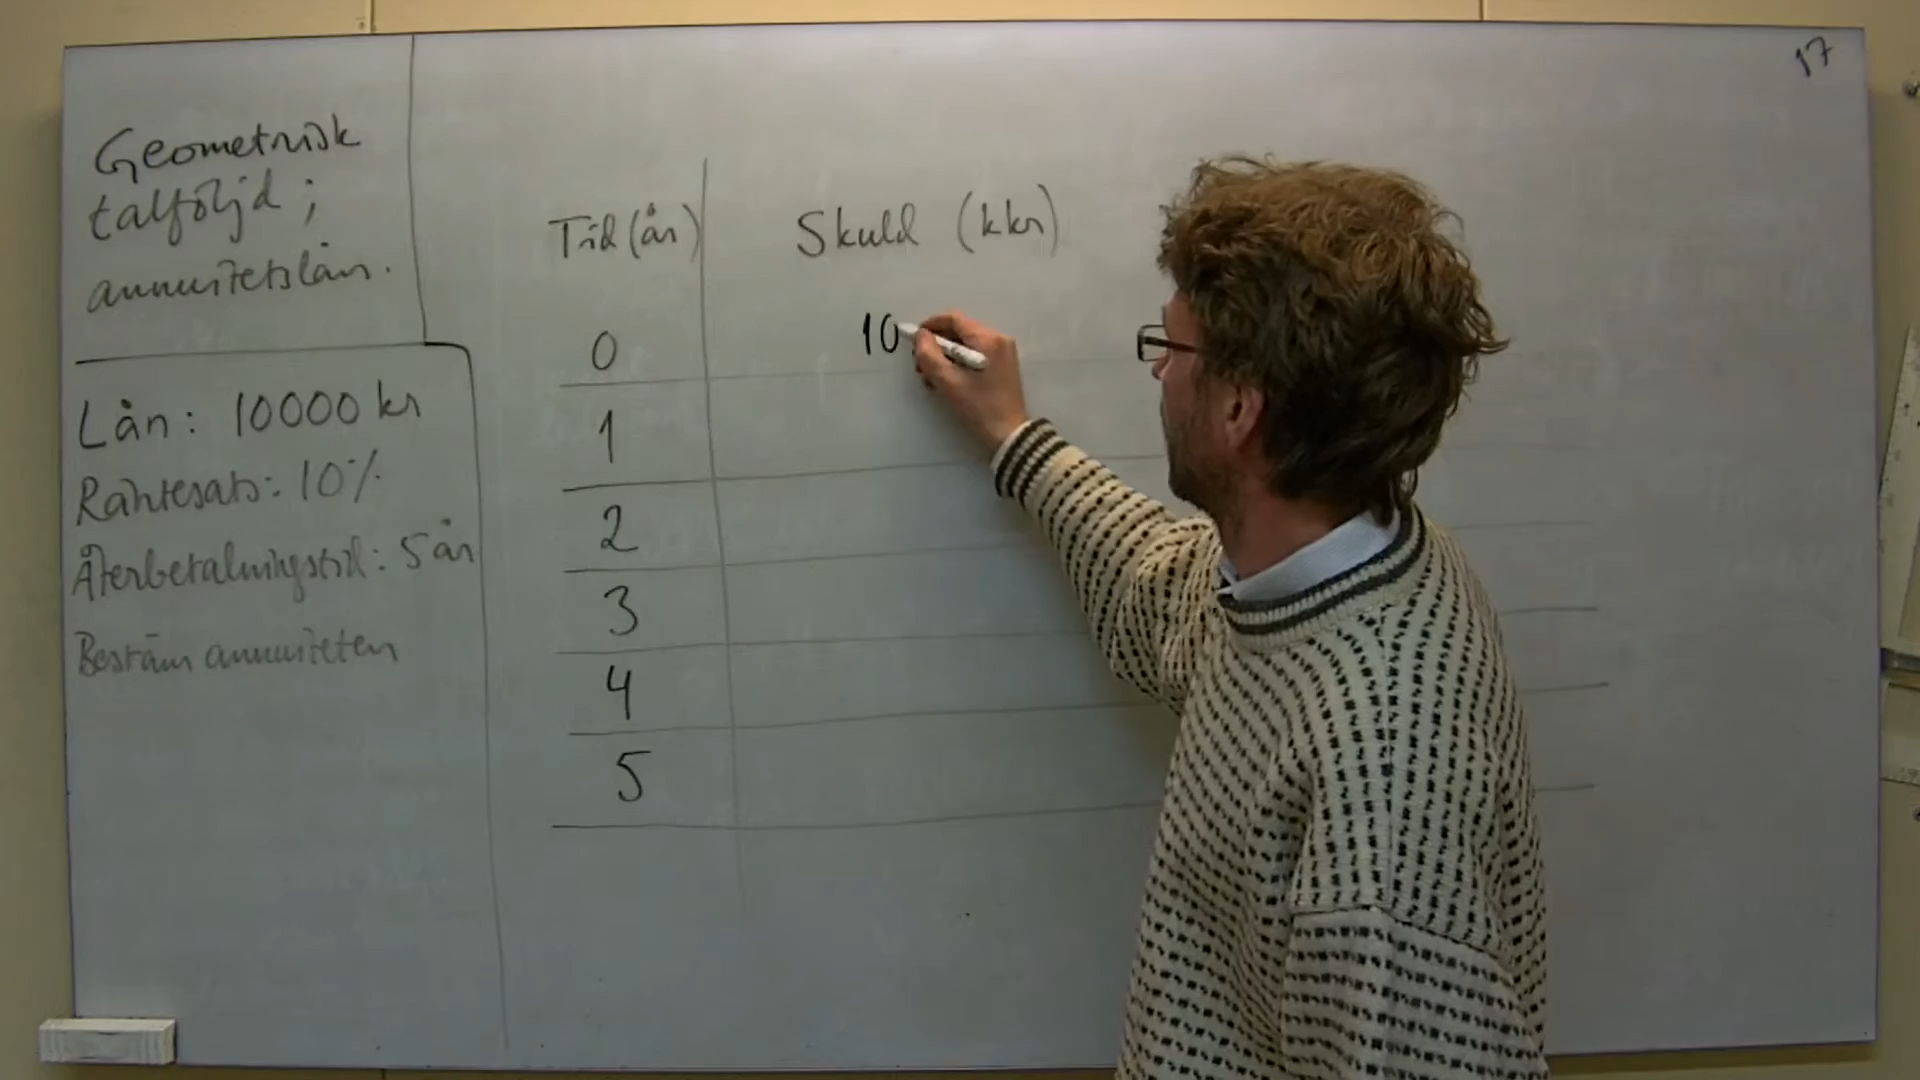 17
Geometrisk
talföljd;
annuitetslån.
Lån: 10000 kr
Räntesats: 10%
Återbetalningstid: 5 år
Bestäm annuiteten
Tid (år) Skuld (kkr)
0 10
1
2
3
4
5